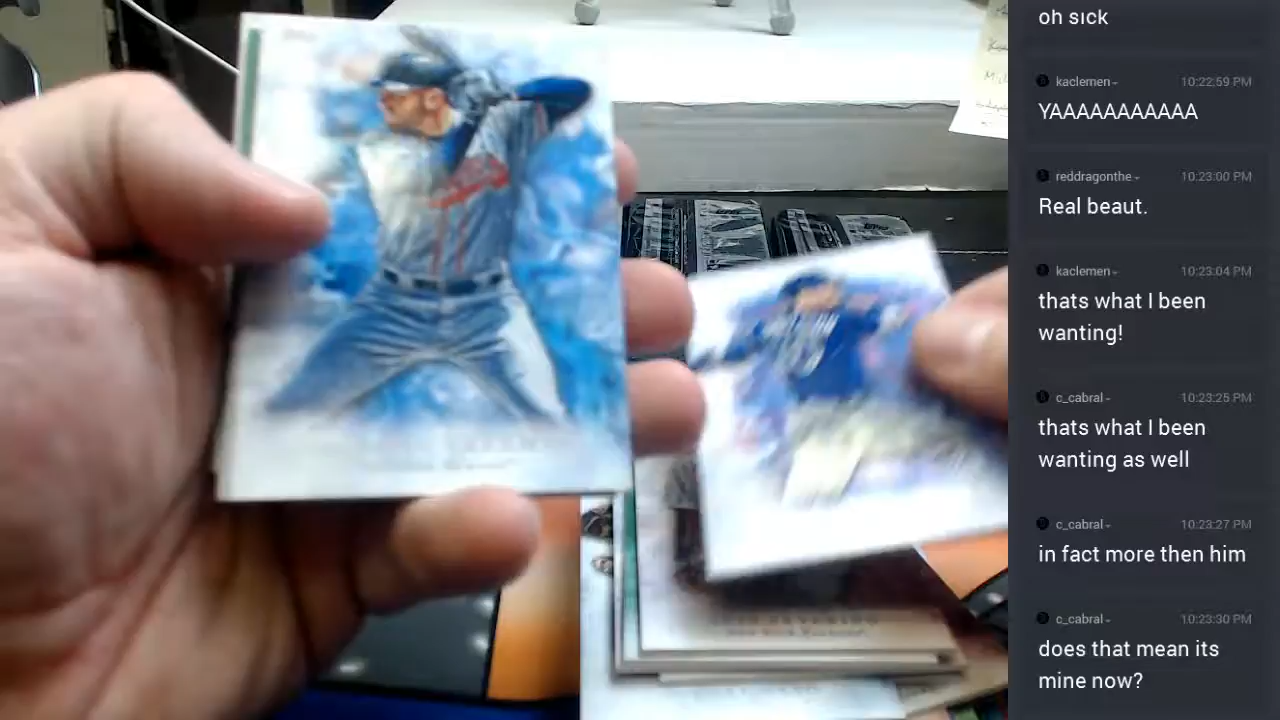 oh sick
kaclemen
10:22:59 PM
YAAAAAAAAAAA
reddragonthe
10:23:00 PM
Real beaut.
kaclemen
10:23:04 PM
thats what I been
wanting!
c_cabral
10:23:25 PM
thats what I been
wanting as well
c_cabral
10:23:27 PM
in fact more then him
c_cabral
10:23:30 PM
does that mean its
mine now?